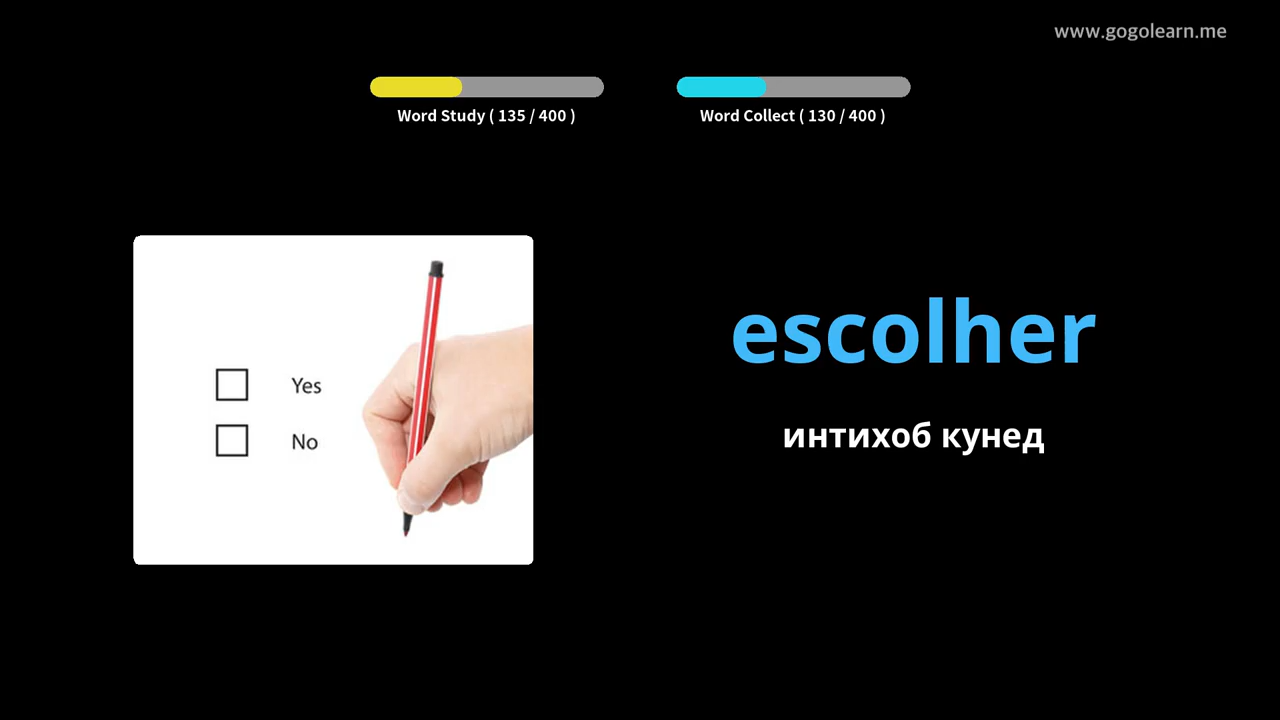 www.gogolearn.me
Word Study ( 135 / 400 )
Word Collect ( 130 / 400 )
Yes
No
escolher
интихоб кунед